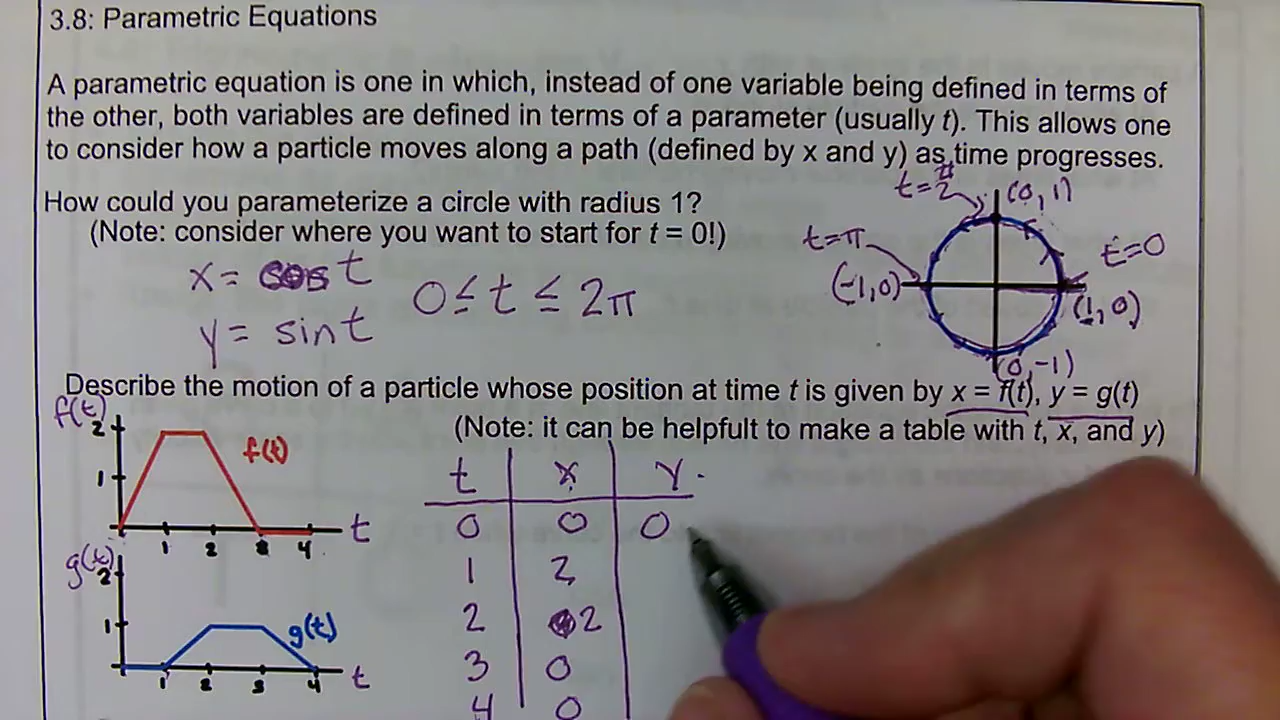 3.8: Parametric Equations
A parametric equation is one in which, instead of one variable being defined in terms of
the other, both variables are defined in terms of a parameter (usually t). This allows one
to consider how a particle moves along a path (defined by x and y) as time progresses.
How could you parameterize a circle with radius 1?
(Note: consider where you want to start for t = 0!)
x = cos t
y = sin t
0 ≤ t ≤ 2π
t = π/2
(0, 1)
t = π
(-1, 0)
t = 0
(1, 0)
(0, -1)
Describe the motion of a particle whose position at time t is given by x = f(t), y = g(t)
(Note: it can be helpfult to make a table with t, x, and y)
f(t)
2
1
f(t)
1 2 3 4 t
g(t)
2
1
g(t)
1 2 3 4 t
t x y
0 0 0
1 2
2 2
3 0
4 0